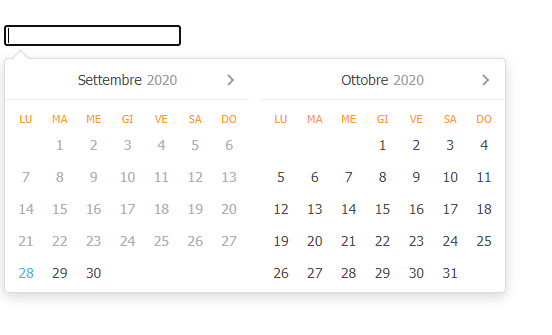 Settembre 2020
LU MA ME GI VE SA DO
1 2 3 4 5 6
7 8 9 10 11 12 13
14 15 16 17 18 19 20
21 22 23 24 25 26 27
28 29 30
Ottobre 2020
LU MA ME GI VE SA DO
1 2 3 4
5 6 7 8 9 10 11
12 13 14 15 16 17 18
19 20 21 22 23 24 25
26 27 28 29 30 31